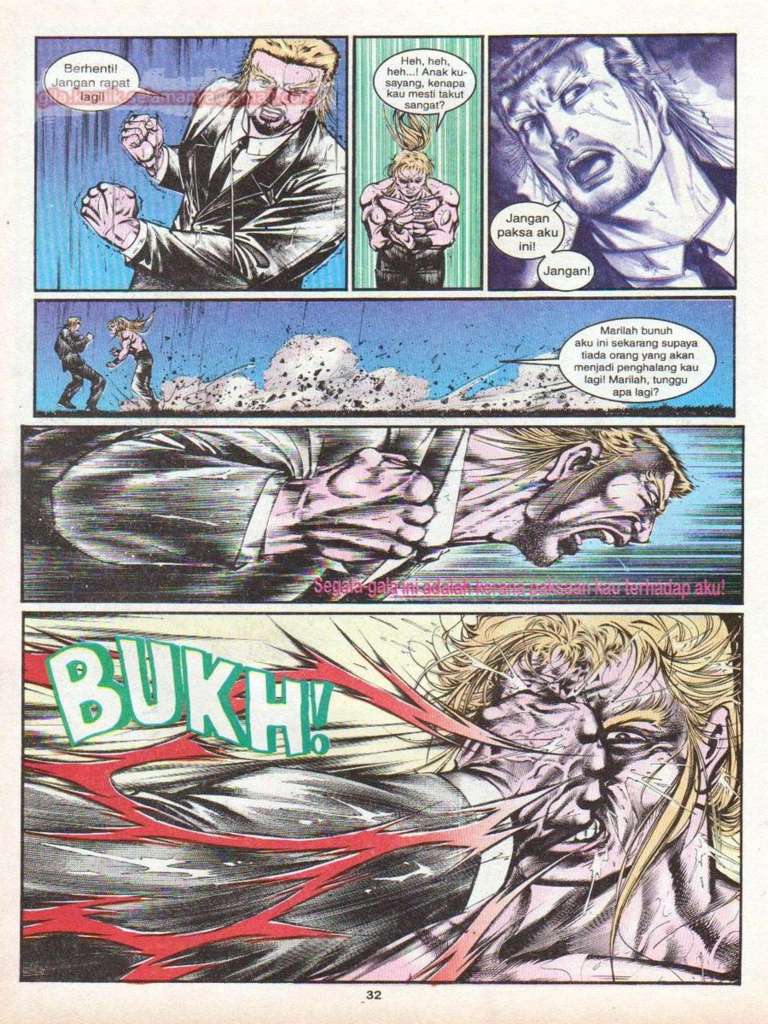 Berhenti!
Jangan rapat
lagi!
Heh, heh,
heh...! Anak ku-
sayang, kenapa
kau mesti takut
sangat?
Jangan
paksa aku
ini!
Jangan!
Marilah bunuh
aku ini sekarang supaya
tiada orang yang akan
menjadi penghalang kau
lagi! Marilah, tunggu
apa lagi?
Segala-gala ini adalah kerana paksaan kau terhadap aku!
BUKH!
32